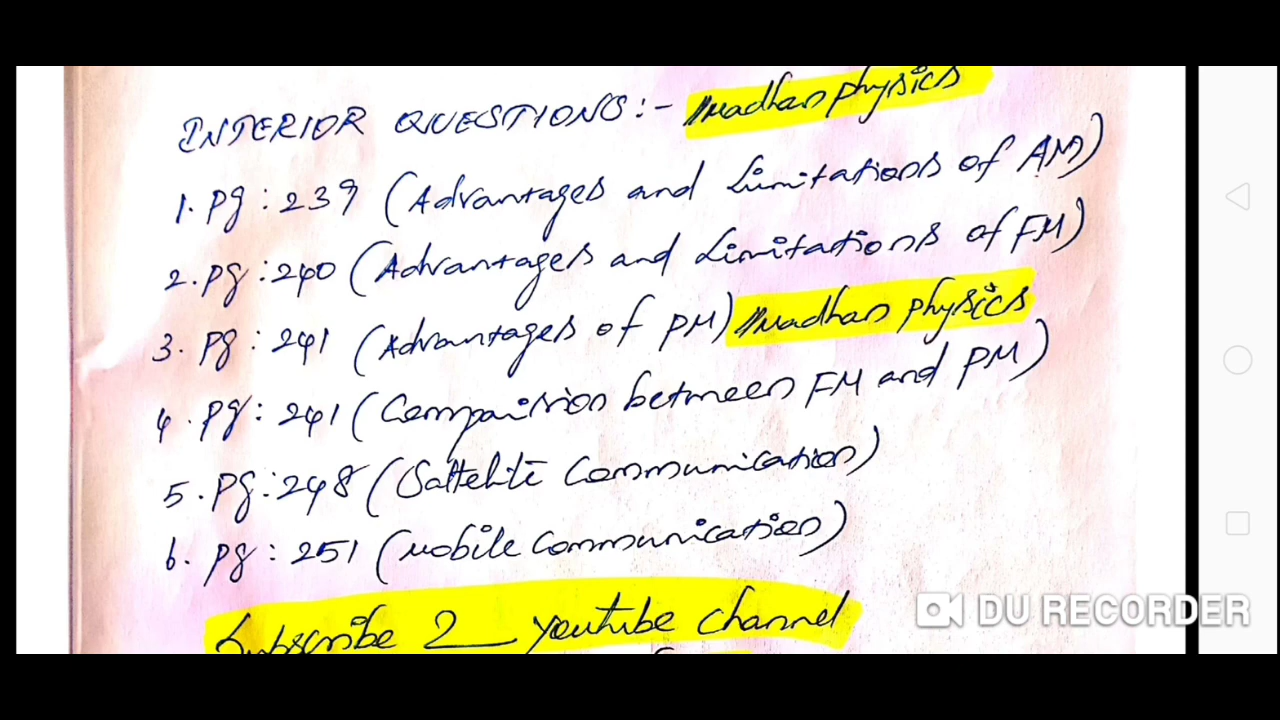 INTERIOR QUESTIONS:- Madhan physics
1. pg: 239 (Advantages and Limitations of AM)
2. pg: 240 (Advantages and Limitations of FM)
3. pg: 241 (Advantages of PM) Madhan physics
4. pg: 241 (Comparision between FM and PM)
5. pg: 248 (Sattelite Communication)
6. pg: 251 (Mobile Communication)
Subscribe 2 youtube channel
DU RECORDER